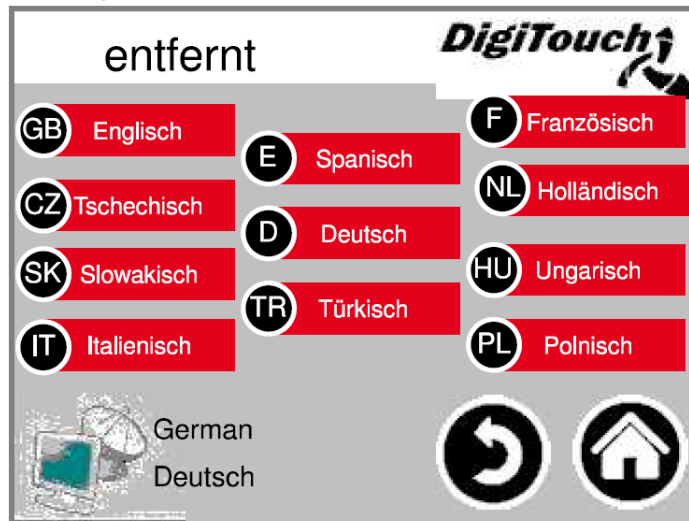 entfernt
DigiTouch
GB Englisch
CZ Tschechisch
SK Slowakisch
IT Italienisch
E Spanisch
D Deutsch
TR Türkisch
F Französisch
NL Holländisch
HU Ungarisch
PL Polnisch
German
Deutsch